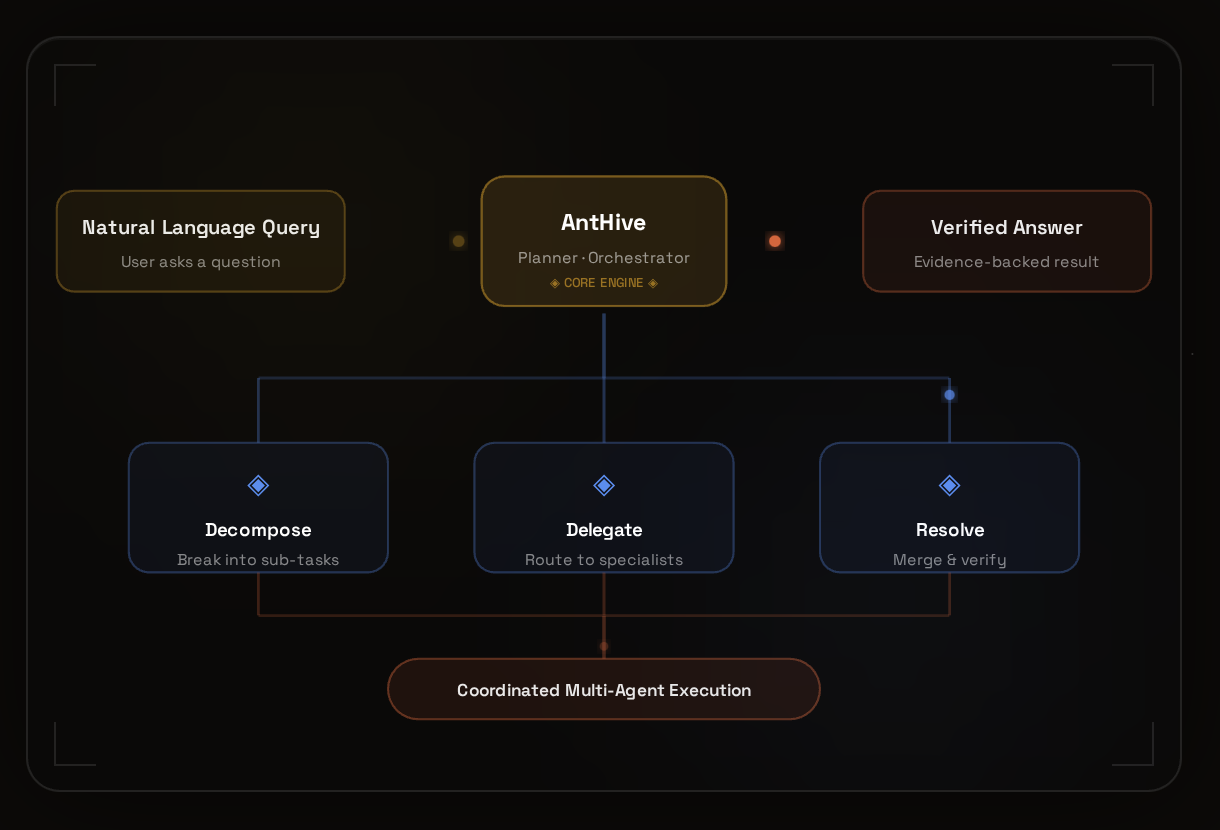 Natural Language Query
User asks a question
AntHive
Planner · Orchestrator
◈ CORE ENGINE ◈
Verified Answer
Evidence-backed result
Decompose
Break into sub-tasks
Delegate
Route to specialists
Resolve
Merge & verify
Coordinated Multi-Agent Execution